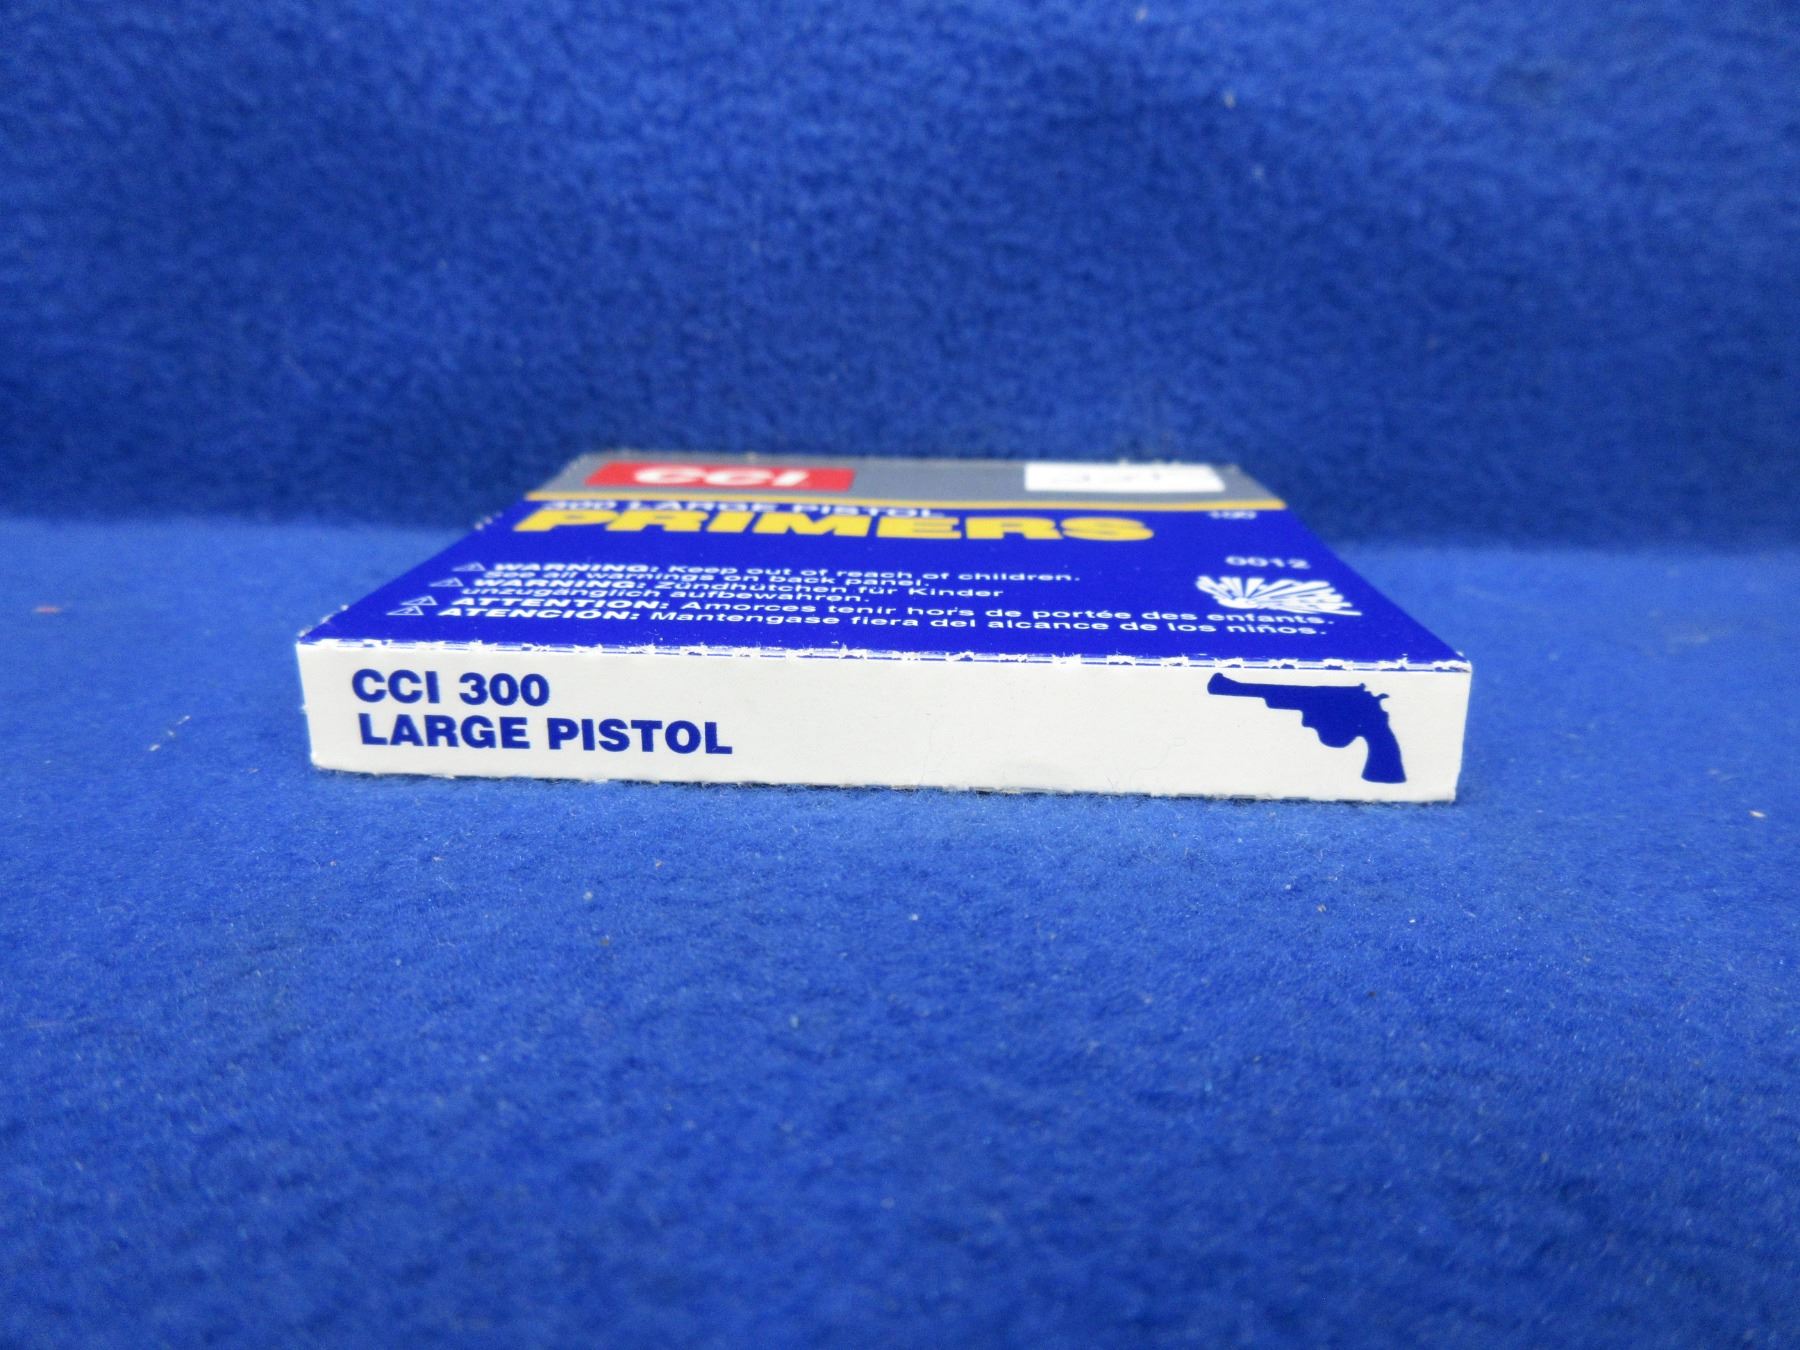 CCI
300 LARGE PISTOL
PRIMERS
100
0012
WARNING: Keep out of reach of children.
See all warnings on back panel.
WARNING: Zündhütchen für Kinder
unzugänglich aufbewahren.
ATTENTION: Amorces tenir hors de portée des enfants.
ATENCION: Mantengase fiera del alcance de los niños.
CCI 300
LARGE PISTOL